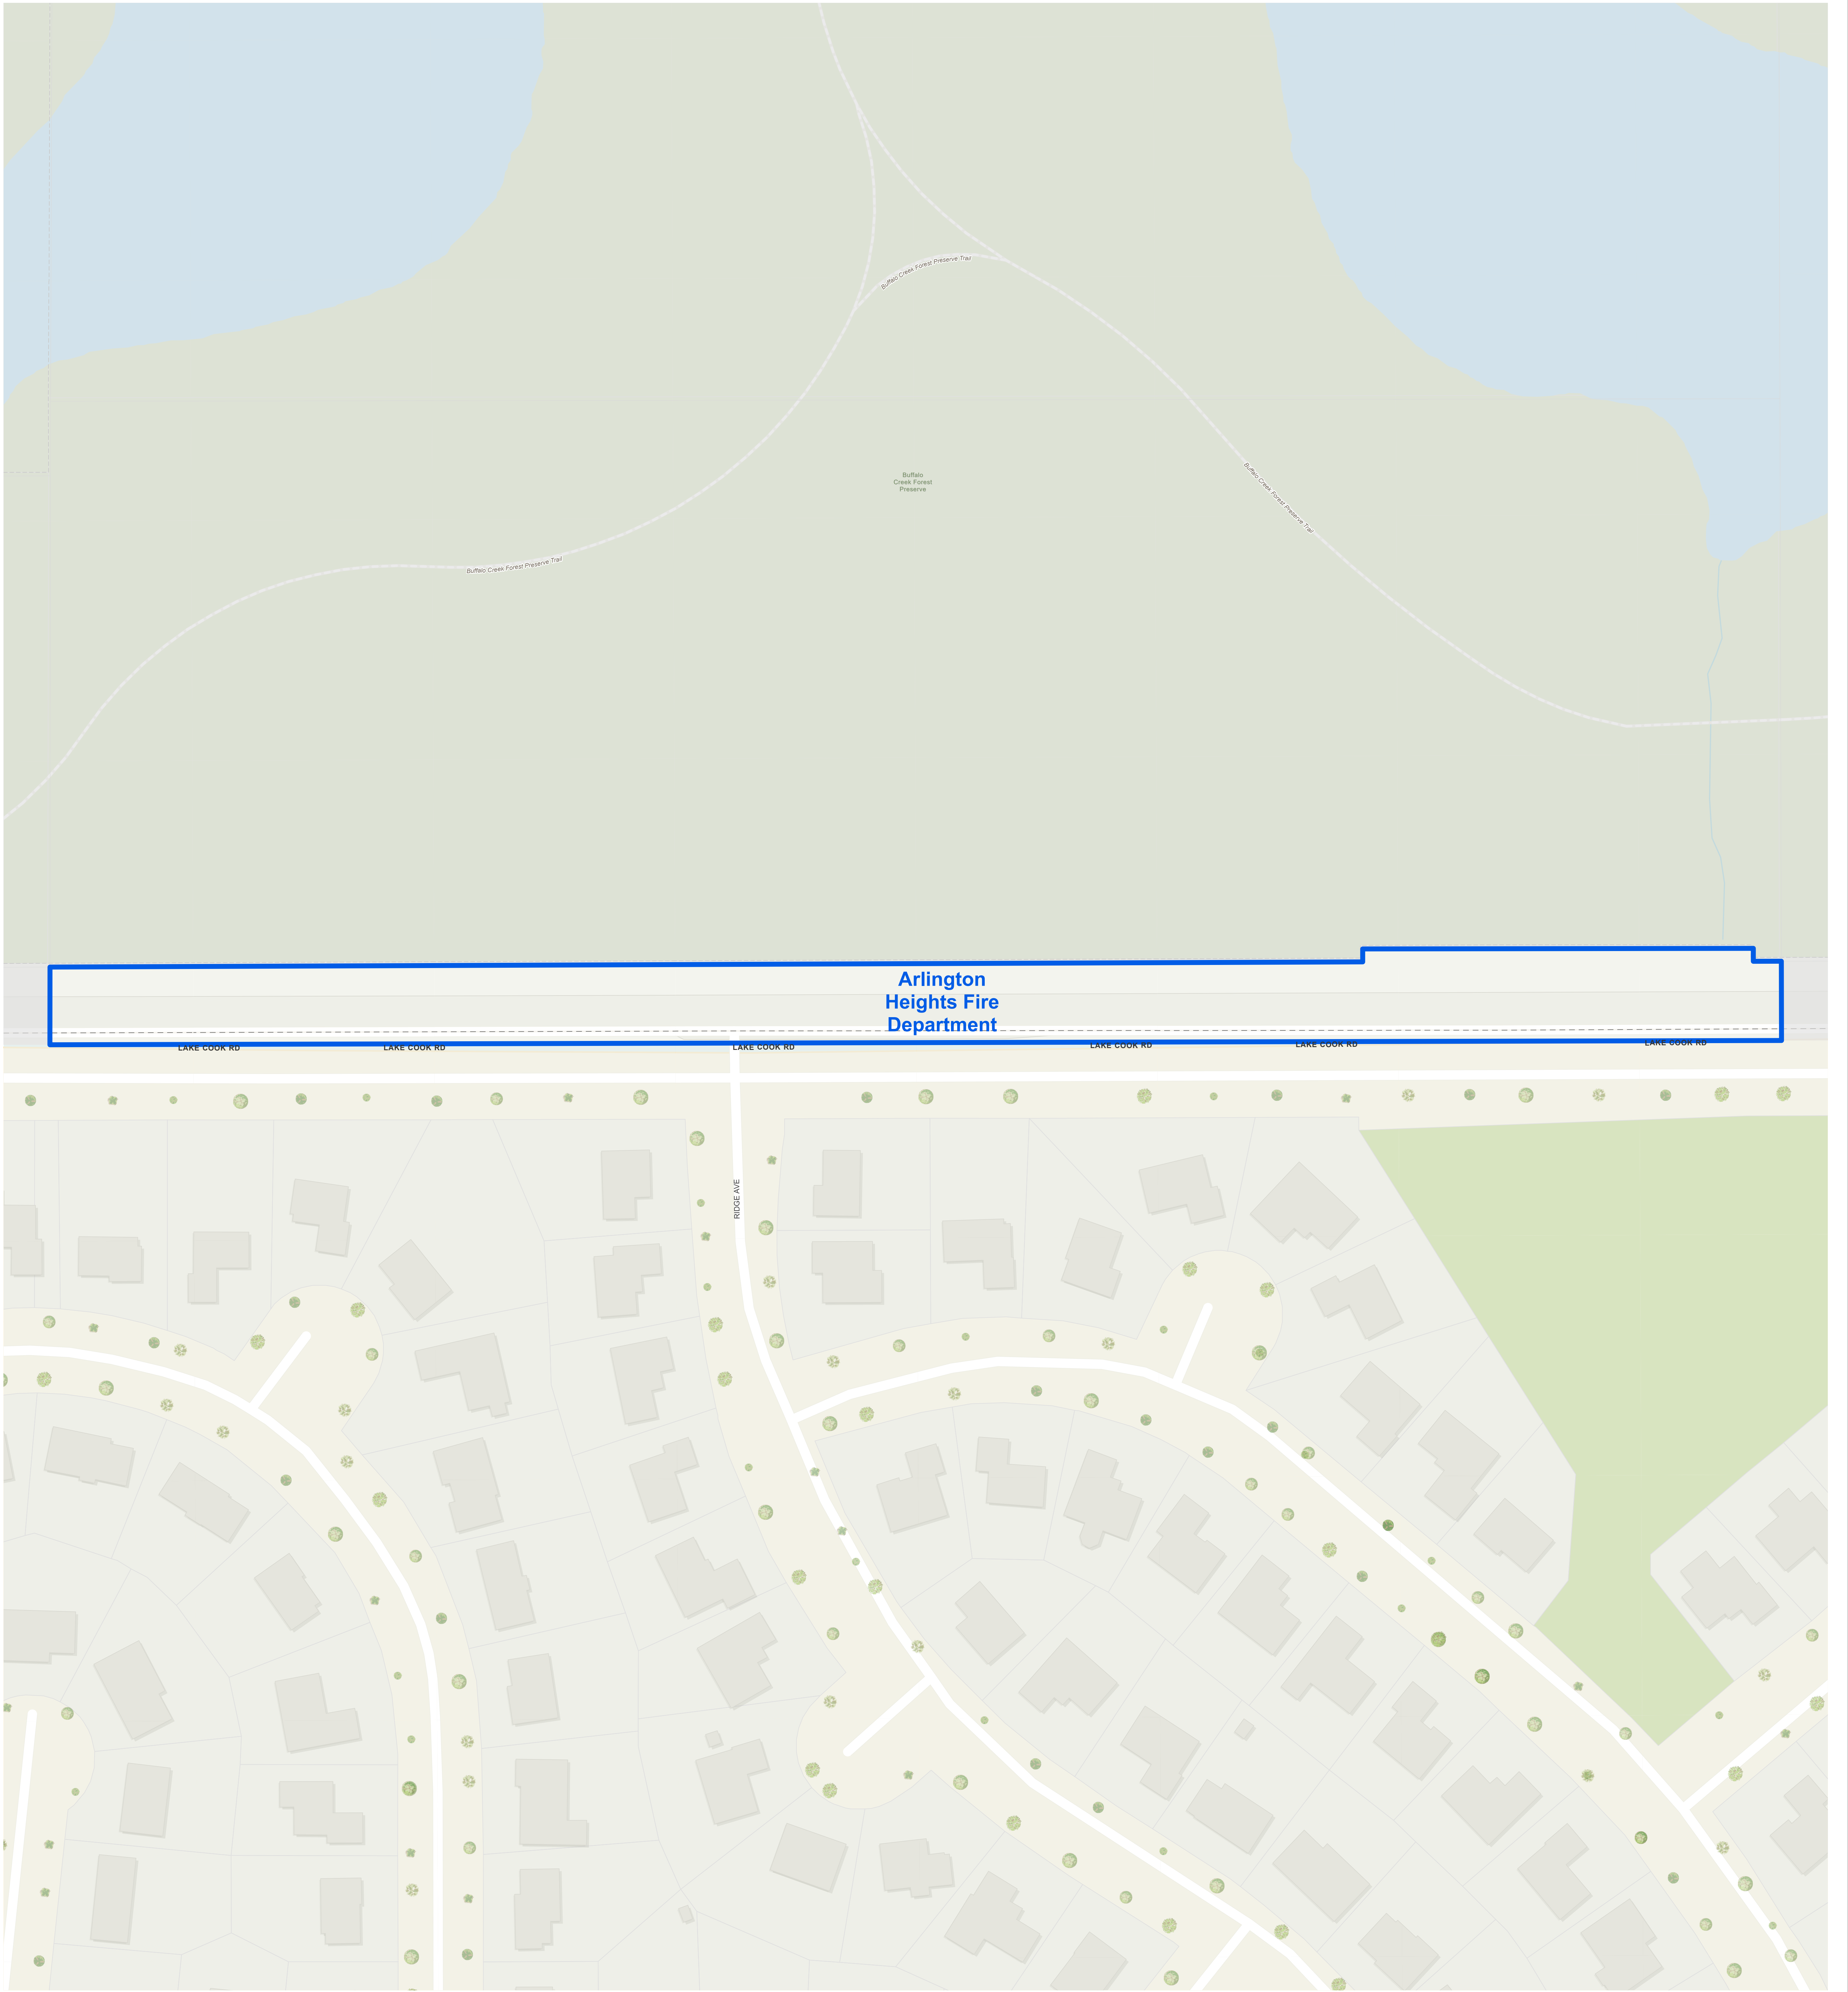 Buffalo Creek Forest Preserve Trail
Buffalo
Creek Forest
Preserve
Buffalo Creek Forest Preserve Trail
Buffalo Creek Forest Preserve Trail
Arlington
Heights Fire
Department
LAKE COOK RD
LAKE COOK RD
LAKE COOK RD
LAKE COOK RD
LAKE COOK RD
LAKE COOK RD
RIDGE AVE